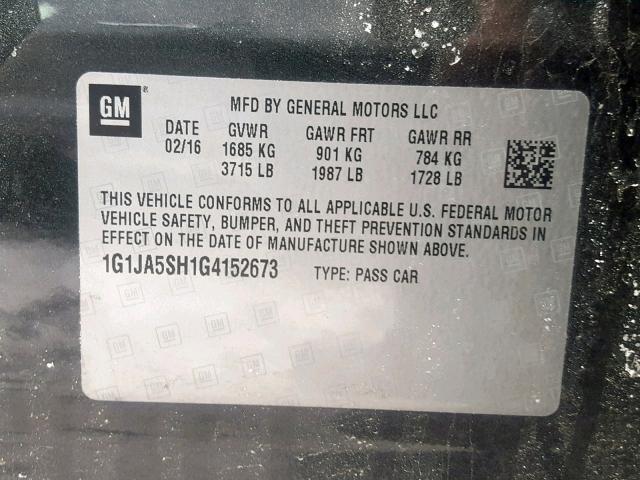 GM ® MFD BY GENERAL MOTORS LLC
DATE GVWR GAWR FRT GAWR RR
02/16 1685 KG 901 KG 784 KG
3715 LB 1987 LB 1728 LB
THIS VEHICLE CONFORMS TO ALL APPLICABLE U.S. FEDERAL MOTOR
VEHICLE SAFETY, BUMPER, AND THEFT PREVENTION STANDARDS IN
EFFECT ON THE DATE OF MANUFACTURE SHOWN ABOVE.
1G1JA5SH1G4152673 TYPE: PASS CAR